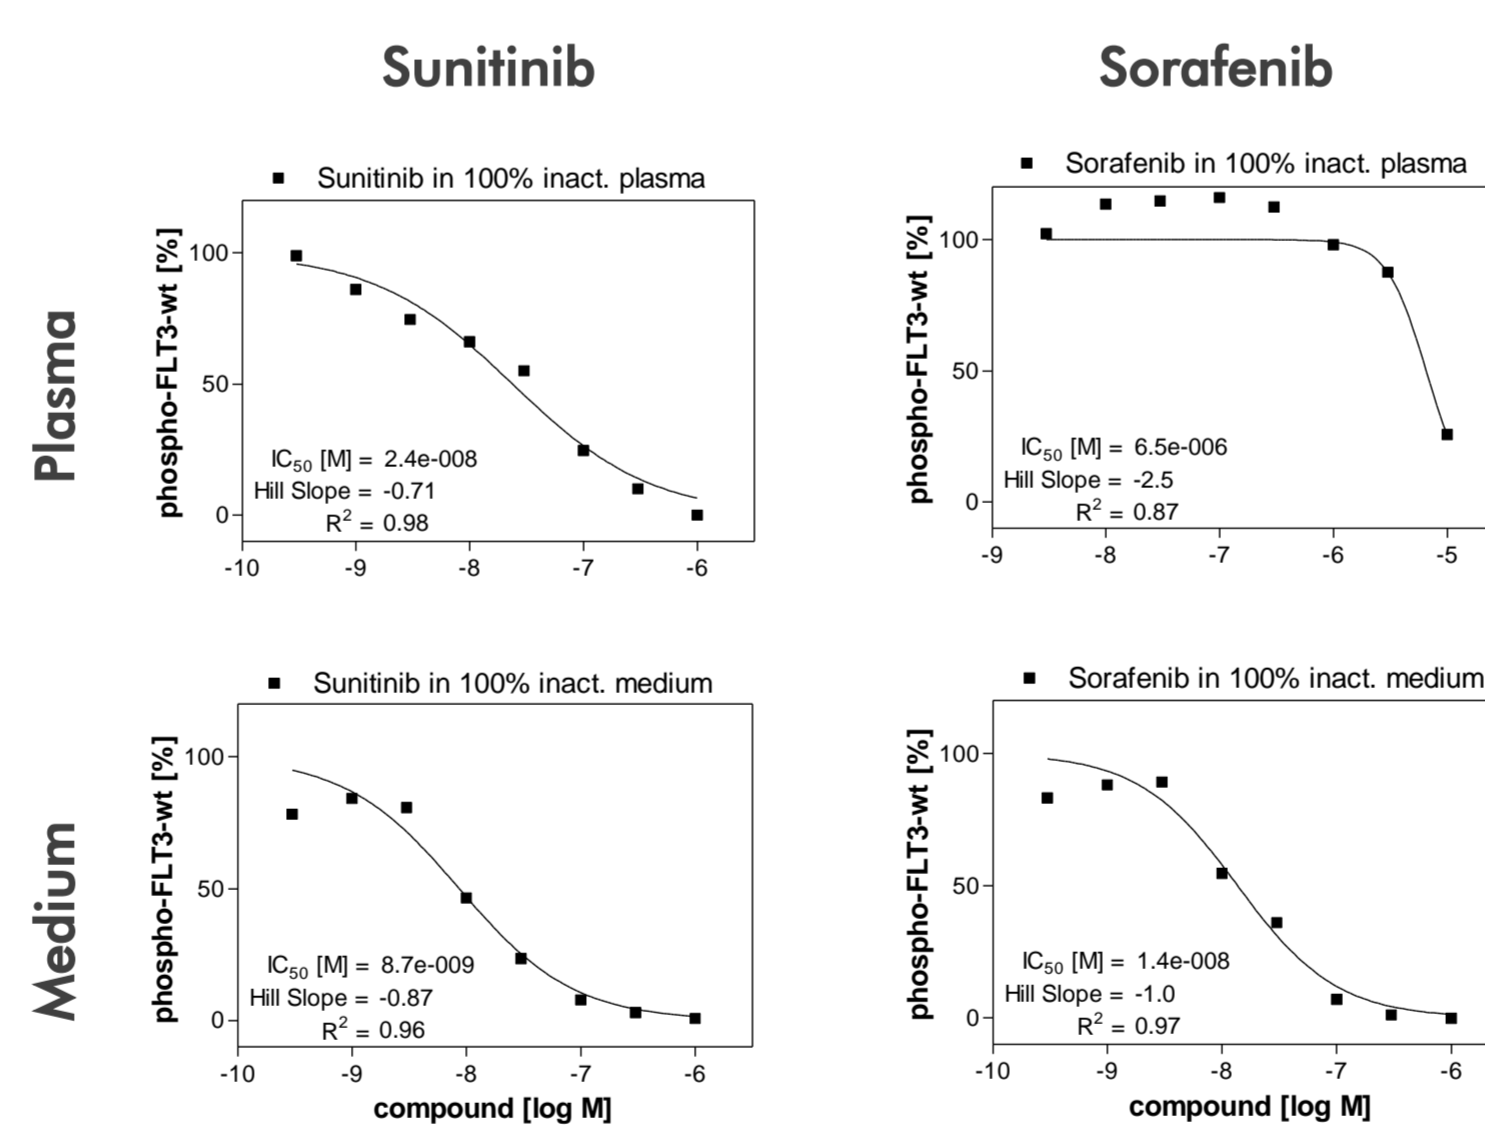 Sunitinib
Sorafenib
Plasma
Sunitinib in 100% inact. plasma
phospho-FLT3-wt [%]
100
50
0
IC50 [M] = 2.4e-008
Hill Slope = -0.71
R2 = 0.98
-10 -9 -8 -7 -6
Sorafenib in 100% inact. plasma
phospho-FLT3-wt [%]
100
50
0
IC50 [M] = 6.5e-006
Hill Slope = -2.5
R2 = 0.87
-9 -8 -7 -6 -5
Medium
Sunitinib in 100% inact. medium
phospho-FLT3-wt [%]
100
50
0
IC50 [M] = 8.7e-009
Hill Slope = -0.87
R2 = 0.96
-10 -9 -8 -7 -6
compound [log M]
Sorafenib in 100% inact. medium
phospho-FLT3-wt [%]
100
50
0
IC50 [M] = 1.4e-008
Hill Slope = -1.0
R2 = 0.97
-10 -9 -8 -7 -6
compound [log M]